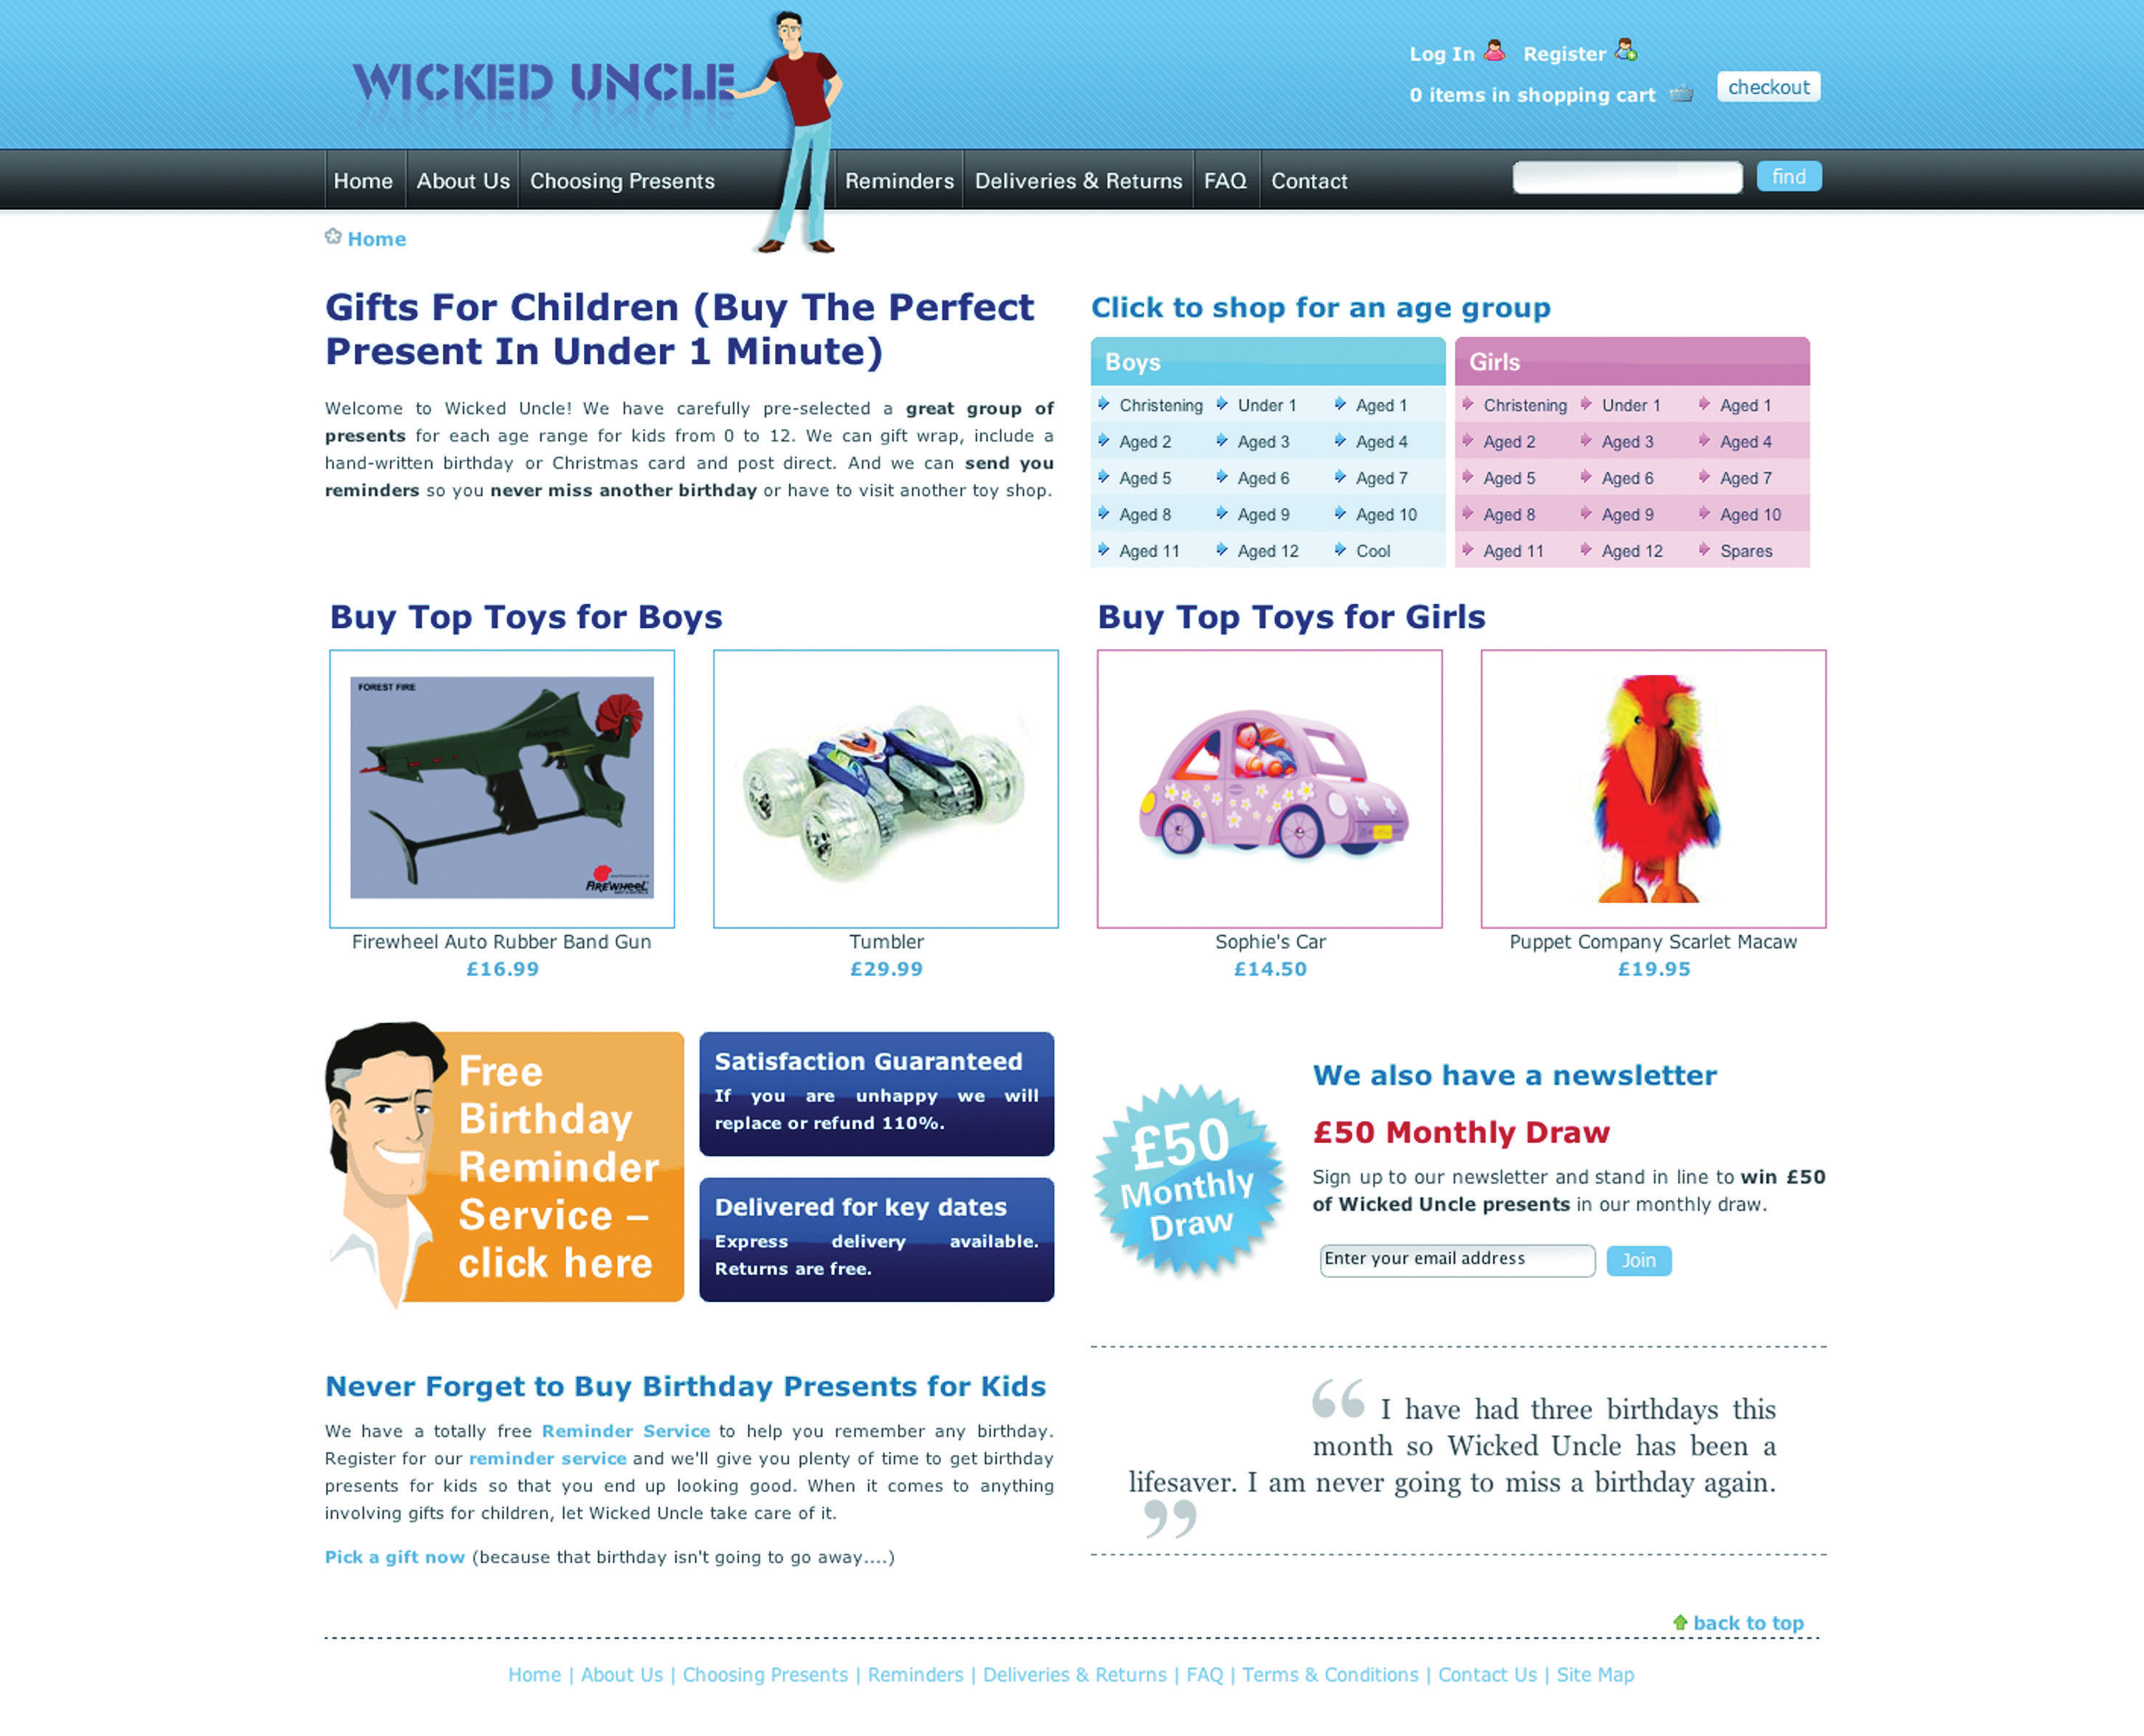 WICKED UNCLE
Log In Register
0 items in shopping cart checkout
Home About Us Choosing Presents Reminders Deliveries & Returns FAQ Contact find
Home
Gifts For Children (Buy The Perfect
Present In Under 1 Minute)
Welcome to Wicked Uncle! We have carefully pre-selected a great group of
presents for each age range for kids from 0 to 12. We can gift wrap, include a
hand-written birthday or Christmas card and post direct. And we can send you
reminders so you never miss another birthday or have to visit another toy shop.
Click to shop for an age group
Boys
Christening Under 1 Aged 1
Aged 2 Aged 3 Aged 4
Aged 5 Aged 6 Aged 7
Aged 8 Aged 9 Aged 10
Aged 11 Aged 12 Cool
Girls
Christening Under 1 Aged 1
Aged 2 Aged 3 Aged 4
Aged 5 Aged 6 Aged 7
Aged 8 Aged 9 Aged 10
Aged 11 Aged 12 Spares
Buy Top Toys for Boys
FOREST FIRE
FIREWHEEL
Firewheel Auto Rubber Band Gun
£16.99
Tumbler
£29.99
Buy Top Toys for Girls
Sophie's Car
£14.50
Puppet Company Scarlet Macaw
£19.95
Free
Birthday
Reminder
Service –
click here
Satisfaction Guaranteed
If you are unhappy we will
replace or refund 110%.
Delivered for key dates
Express delivery available.
Returns are free.
£50
Monthly
Draw
We also have a newsletter
£50 Monthly Draw
Sign up to our newsletter and stand in line to win £50
of Wicked Uncle presents in our monthly draw.
Enter your email address Join
Never Forget to Buy Birthday Presents for Kids
We have a totally free Reminder Service to help you remember any birthday.
Register for our reminder service and we'll give you plenty of time to get birthday
presents for kids so that you end up looking good. When it comes to anything
involving gifts for children, let Wicked Uncle take care of it.
Pick a gift now (because that birthday isn't going to go away....)
“ I have had three birthdays this
month so Wicked Uncle has been a
lifesaver. I am never going to miss a birthday again.
”
back to top
Home | About Us | Choosing Presents | Reminders | Deliveries & Returns | FAQ | Terms & Conditions | Contact Us | Site Map